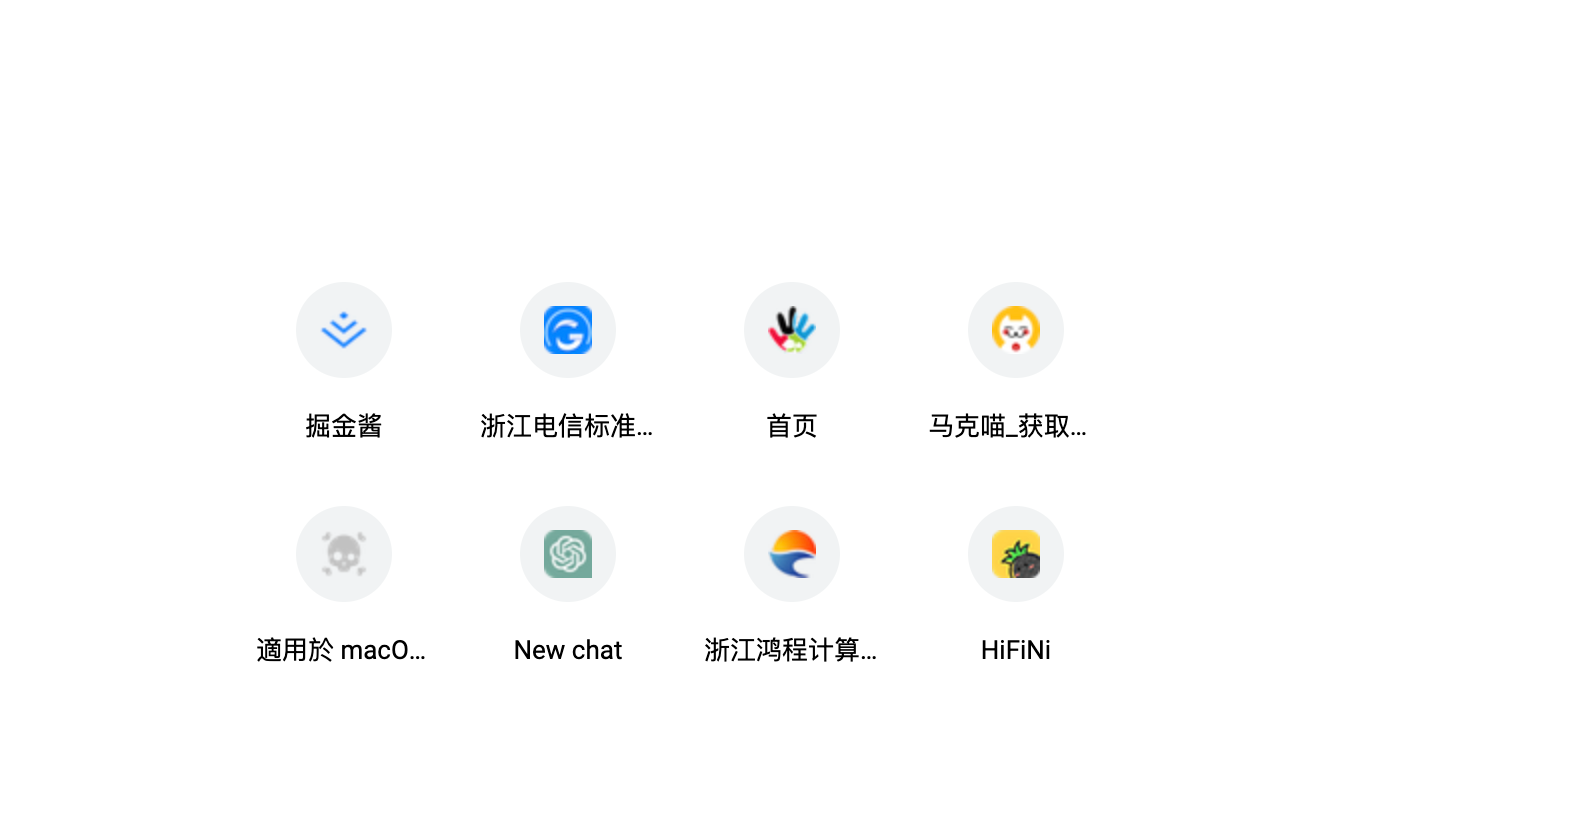 掘金酱
浙江电信标准...
首页
马克喵_获取...
適用於 macO...
New chat
浙江鸿程计算...
HiFiNi